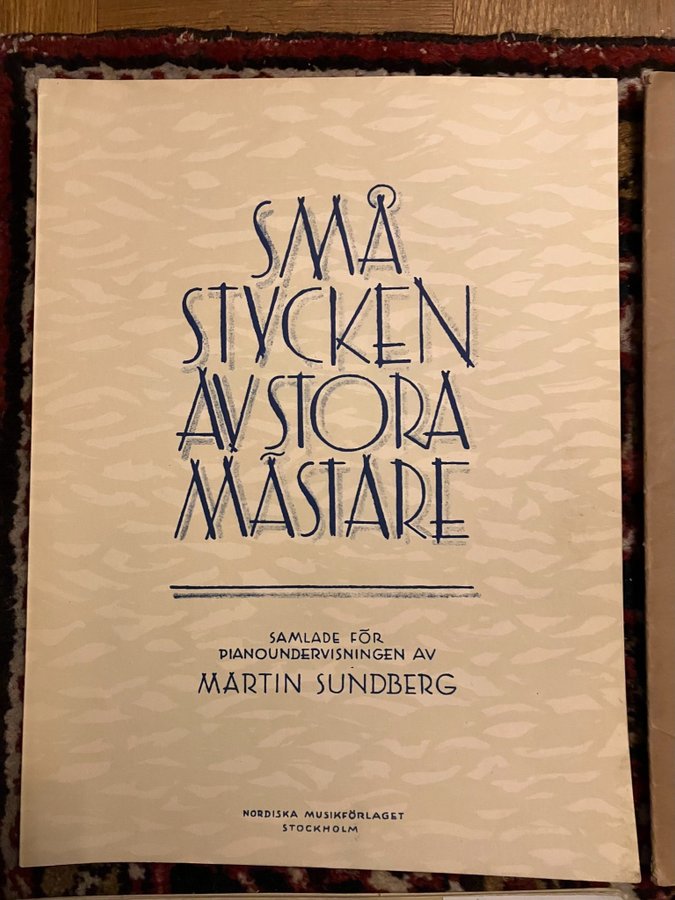 SMÅ
STYCKEN
AV STORA
MÄSTARE
SAMLADE FÖR
PIANOUNDERVISNINGEN AV
MARTIN SUNDBERG
NORDISKA MUSIKFÖRLAGET
STOCKHOLM